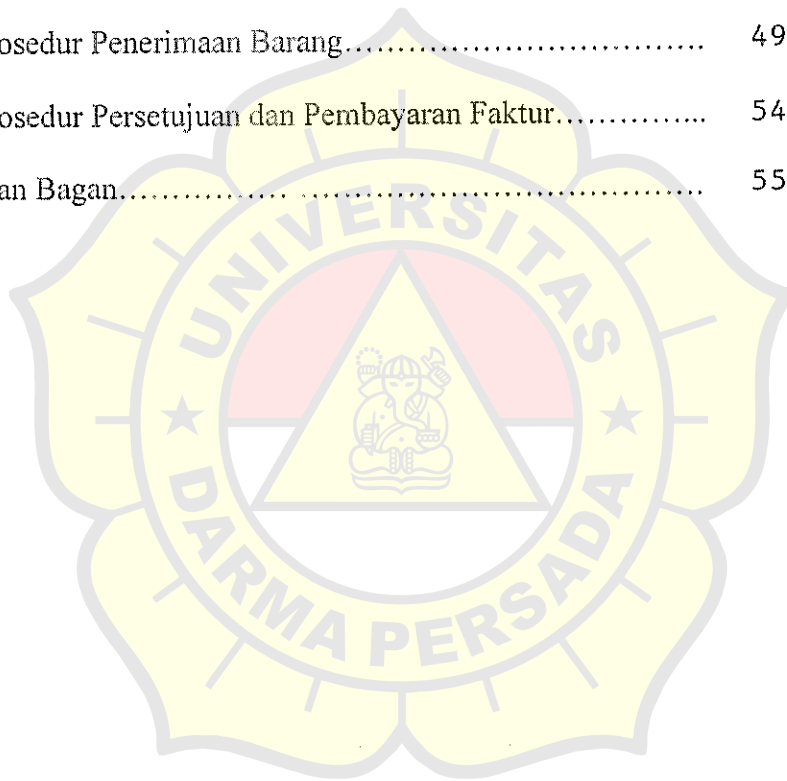 osedur Penerimaan Barang.................................. 49
osedur Persetujuan dan Pembayaran Faktur............... 54
an Bagan................. ........................................... 55
UNIVERSITAS
DARMA PERSADA